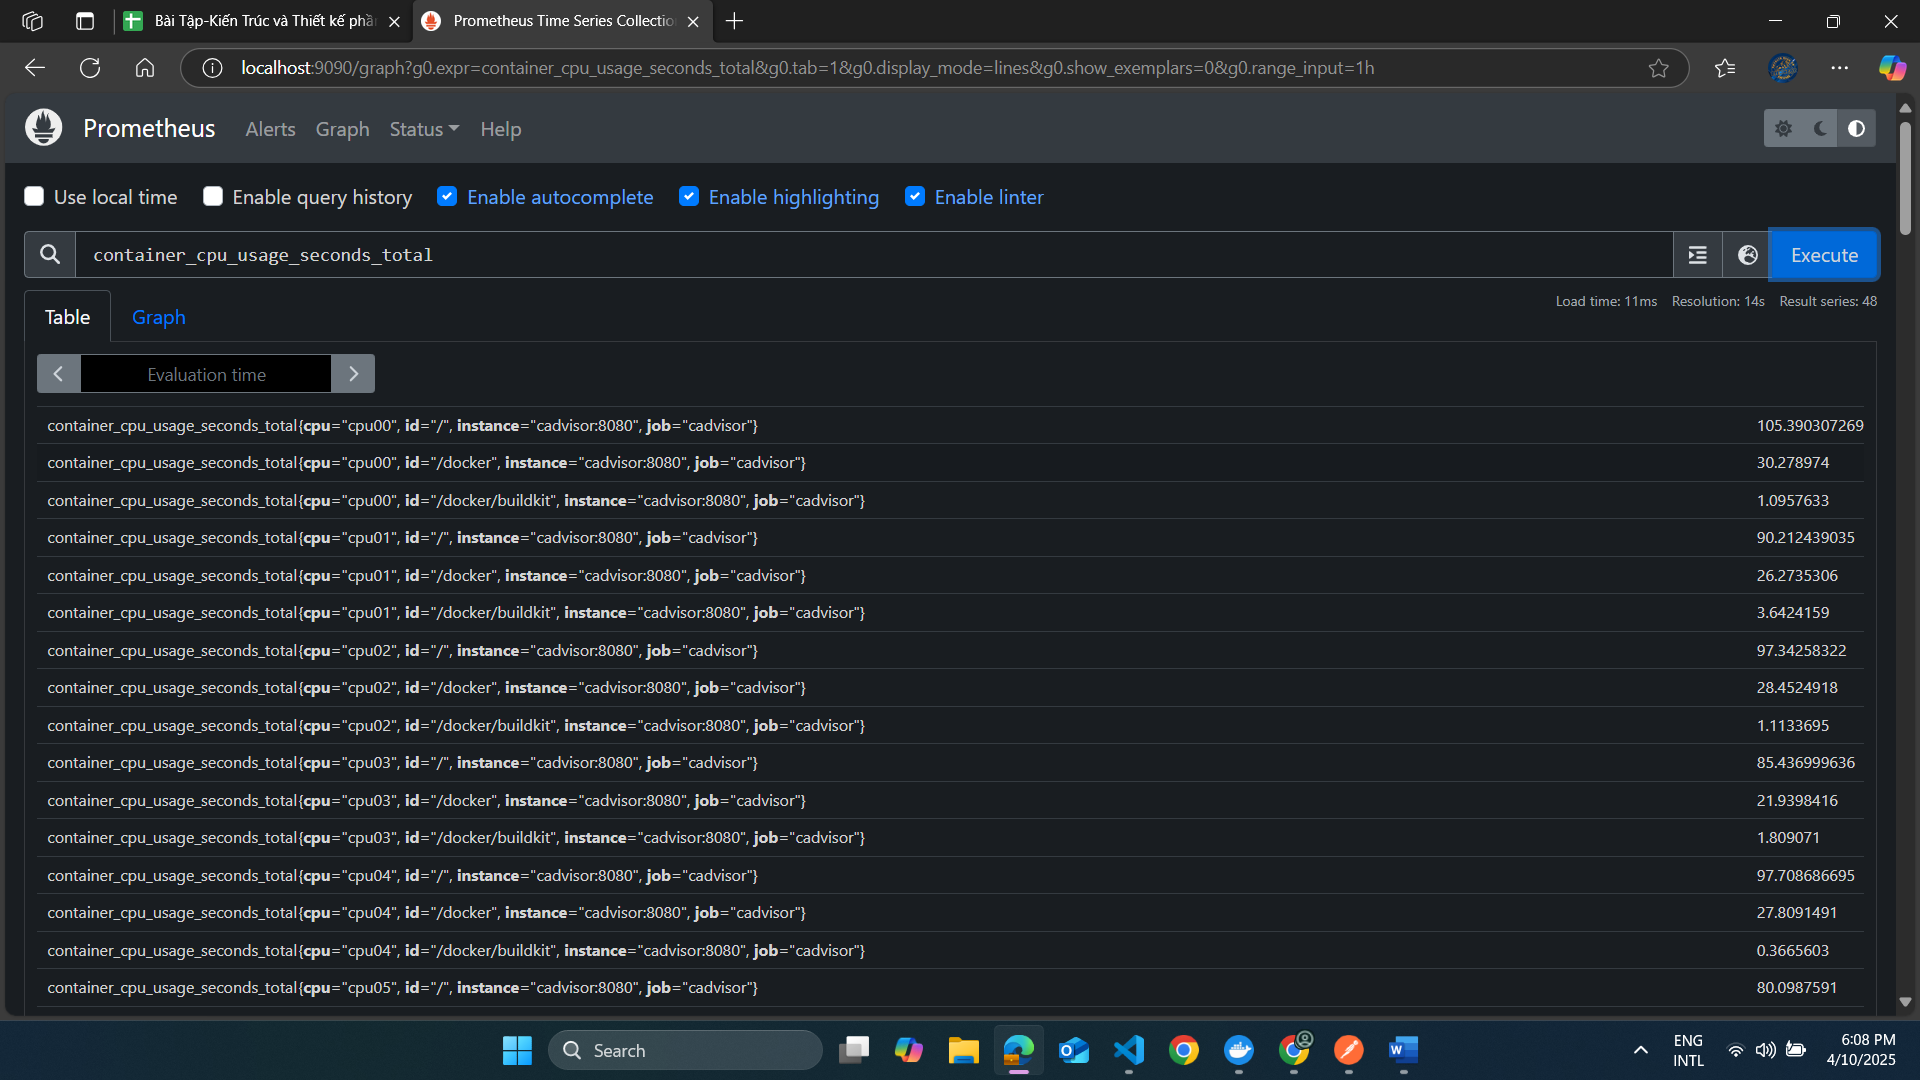 Bài Tập-Kiến Trúc và Thiết kế phầ
Prometheus Time Series Collectio
localhost:9090/graph?g0.expr=container_cpu_usage_seconds_total&g0.tab=1&g0.display_mode=lines&g0.show_exemplars=0&g0.range_input=1h
Prometheus Alerts Graph Status Help
Use local time Enable query history Enable autocomplete Enable highlighting Enable linter
container_cpu_usage_seconds_total Execute
Table Graph Load time: 11ms Resolution: 14s Result series: 48
Evaluation time
container_cpu_usage_seconds_total{cpu="cpu00", id="/", instance="cadvisor:8080", job="cadvisor"} 105.390307269
container_cpu_usage_seconds_total{cpu="cpu00", id="/docker", instance="cadvisor:8080", job="cadvisor"} 30.278974
container_cpu_usage_seconds_total{cpu="cpu00", id="/docker/buildkit", instance="cadvisor:8080", job="cadvisor"} 1.0957633
container_cpu_usage_seconds_total{cpu="cpu01", id="/", instance="cadvisor:8080", job="cadvisor"} 90.212439035
container_cpu_usage_seconds_total{cpu="cpu01", id="/docker", instance="cadvisor:8080", job="cadvisor"} 26.2735306
container_cpu_usage_seconds_total{cpu="cpu01", id="/docker/buildkit", instance="cadvisor:8080", job="cadvisor"} 3.6424159
container_cpu_usage_seconds_total{cpu="cpu02", id="/", instance="cadvisor:8080", job="cadvisor"} 97.34258322
container_cpu_usage_seconds_total{cpu="cpu02", id="/docker", instance="cadvisor:8080", job="cadvisor"} 28.4524918
container_cpu_usage_seconds_total{cpu="cpu02", id="/docker/buildkit", instance="cadvisor:8080", job="cadvisor"} 1.1133695
container_cpu_usage_seconds_total{cpu="cpu03", id="/", instance="cadvisor:8080", job="cadvisor"} 85.436999636
container_cpu_usage_seconds_total{cpu="cpu03", id="/docker", instance="cadvisor:8080", job="cadvisor"} 21.9398416
container_cpu_usage_seconds_total{cpu="cpu03", id="/docker/buildkit", instance="cadvisor:8080", job="cadvisor"} 1.809071
container_cpu_usage_seconds_total{cpu="cpu04", id="/", instance="cadvisor:8080", job="cadvisor"} 97.708686695
container_cpu_usage_seconds_total{cpu="cpu04", id="/docker", instance="cadvisor:8080", job="cadvisor"} 27.8091491
container_cpu_usage_seconds_total{cpu="cpu04", id="/docker/buildkit", instance="cadvisor:8080", job="cadvisor"} 0.3665603
container_cpu_usage_seconds_total{cpu="cpu05", id="/", instance="cadvisor:8080", job="cadvisor"} 80.0987591
Search
ENG
INTL
6:08 PM
4/10/2025